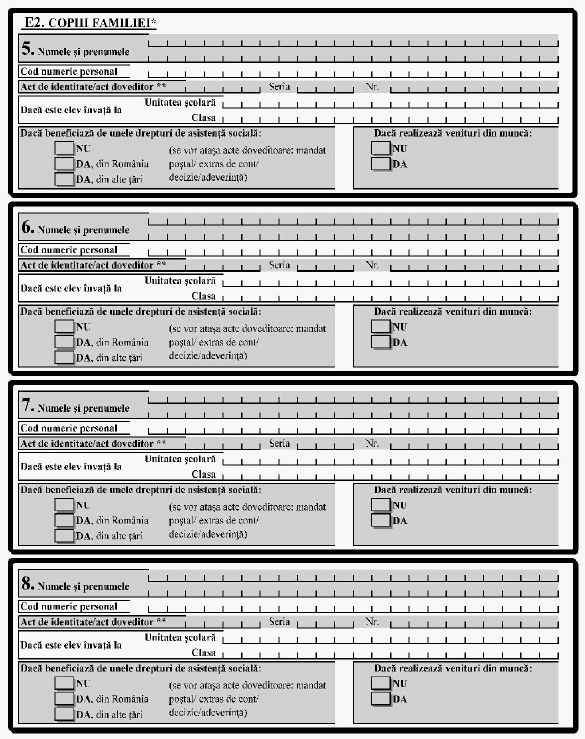 E2. COPIII FAMILIEI*
5. Numele și prenumele
Cod numeric personal
Act de identitate/act doveditor ** Seria Nr.
Dacă este elev învață la Unitatea școlară
Clasa
Dacă beneficiază de unele drepturi de asistență socială: Dacă realizează venituri din muncă:
NU (se vor atașa acte doveditoare: mandat NU
DA, din România poștal/ extras de cont/ DA
DA, din alte țări decizie/adeverință)
6. Numele și prenumele
Cod numeric personal
Act de identitate/act doveditor ** Seria Nr.
Dacă este elev învață la Unitatea școlară
Clasa
Dacă beneficiază de unele drepturi de asistență socială: Dacă realizează venituri din muncă:
NU (se vor atașa acte doveditoare: mandat NU
DA, din România poștal/ extras de cont/ DA
DA, din alte țări decizie/adeverință)
7. Numele și prenumele
Cod numeric personal
Act de identitate/act doveditor ** Seria Nr.
Dacă este elev învață la Unitatea școlară
Clasa
Dacă beneficiază de unele drepturi de asistență socială: Dacă realizează venituri din muncă:
NU (se vor atașa acte doveditoare: mandat NU
DA, din România poștal/ extras de cont/ DA
DA, din alte țări decizie/adeverință)
8. Numele și prenumele
Cod numeric personal
Act de identitate/act doveditor ** Seria Nr.
Dacă este elev învață la Unitatea școlară
Clasa
Dacă beneficiază de unele drepturi de asistență socială: Dacă realizează venituri din muncă:
NU (se vor atașa acte doveditoare: mandat NU
DA, din România poștal/ extras de cont/ DA
DA, din alte țări decizie/adeverință)